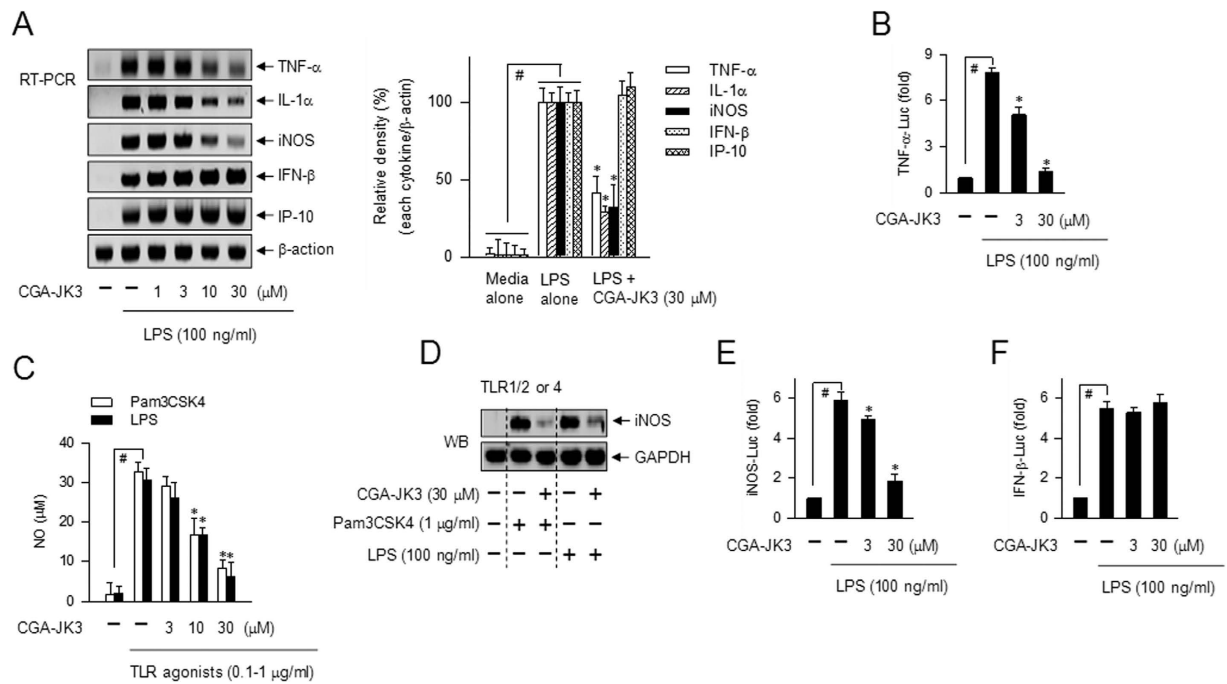 A
RT-PCR
TNF-α
IL-1α
iNOS
IFN-β
IP-10
β-action
CGA-JK3 – – 1 3 10 30 (μM)
LPS (100 ng/ml)
Relative density (%)
(each cytokine/β-actin)
100
50
0
#
* * *
TNF-α
IL-1α
iNOS
IFN-β
IP-10
Media alone
LPS alone
LPS + CGA-JK3 (30 μM)
B
TNF-α-Luc (fold)
9
6
3
0
#
*
*
CGA-JK3 – – 3 30 (μM)
LPS (100 ng/ml)
C
Pam3CSK4
LPS
NO (μM)
40
30
20
10
0
#
* *
**
CGA-JK3 – – 3 10 30 (μM)
TLR agonists (0.1-1 μg/ml)
D
TLR1/2 or 4
WB
iNOS
GAPDH
CGA-JK3 (30 μM) – – + – +
Pam3CSK4 (1 μg/ml) – + + – –
LPS (100 ng/ml) – – – + +
E
iNOS-Luc (fold)
6
4
2
0
#
*
*
CGA-JK3 – – 3 30 (μM)
LPS (100 ng/ml)
F
IFN-β-Luc (fold)
6
4
2
0
#
CGA-JK3 – – 3 30 (μM)
LPS (100 ng/ml)